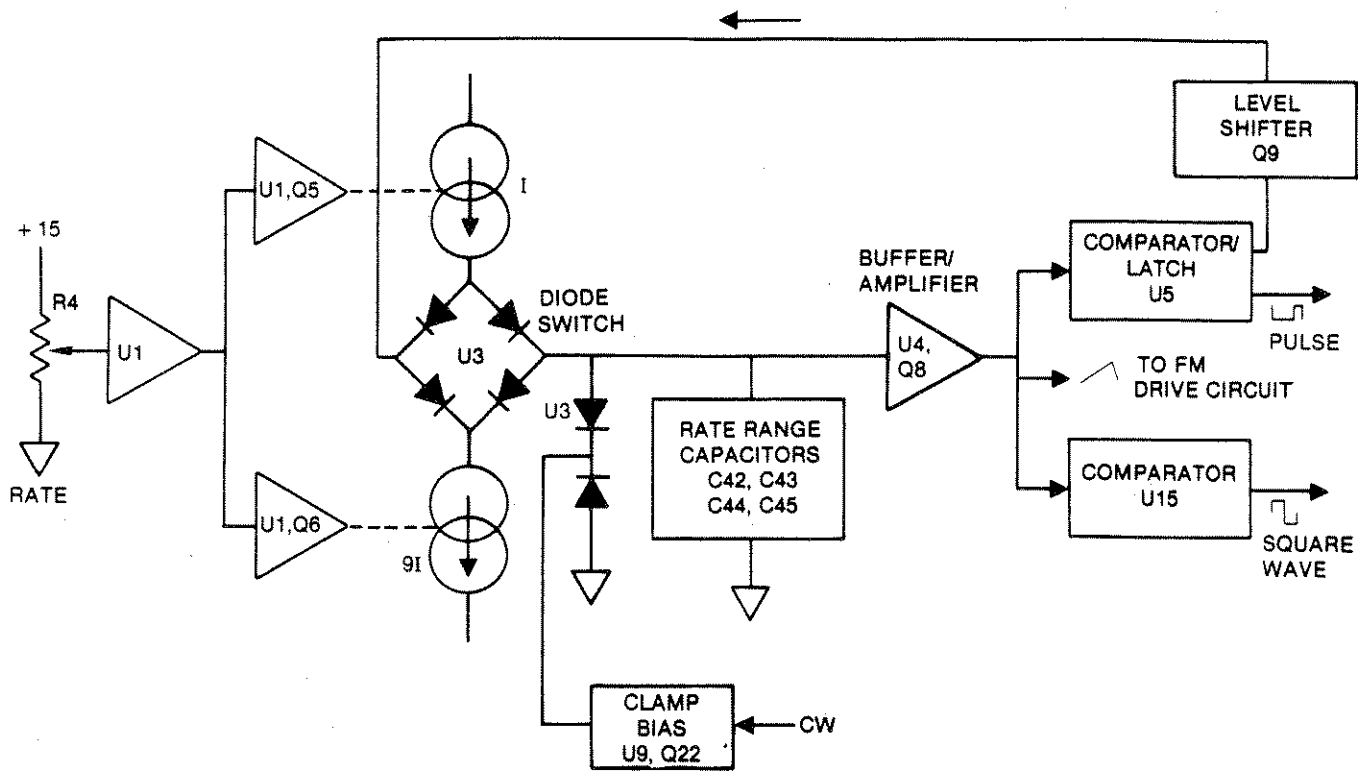 LEVEL
SHIFTER
Q9
U1,Q5
I
+ 15
R4
U1
RATE
U1,Q6
9I
DIODE
SWITCH
U3
U3
BUFFER/
AMPLIFIER
U4,
Q8
COMPARATOR/
LATCH
U5
PULSE
TO FM
DRIVE CIRCUIT
RATE RANGE
CAPACITORS
C42, C43
C44, C45
COMPARATOR
U15
SQUARE
WAVE
CLAMP
BIAS
U9, Q22
CW